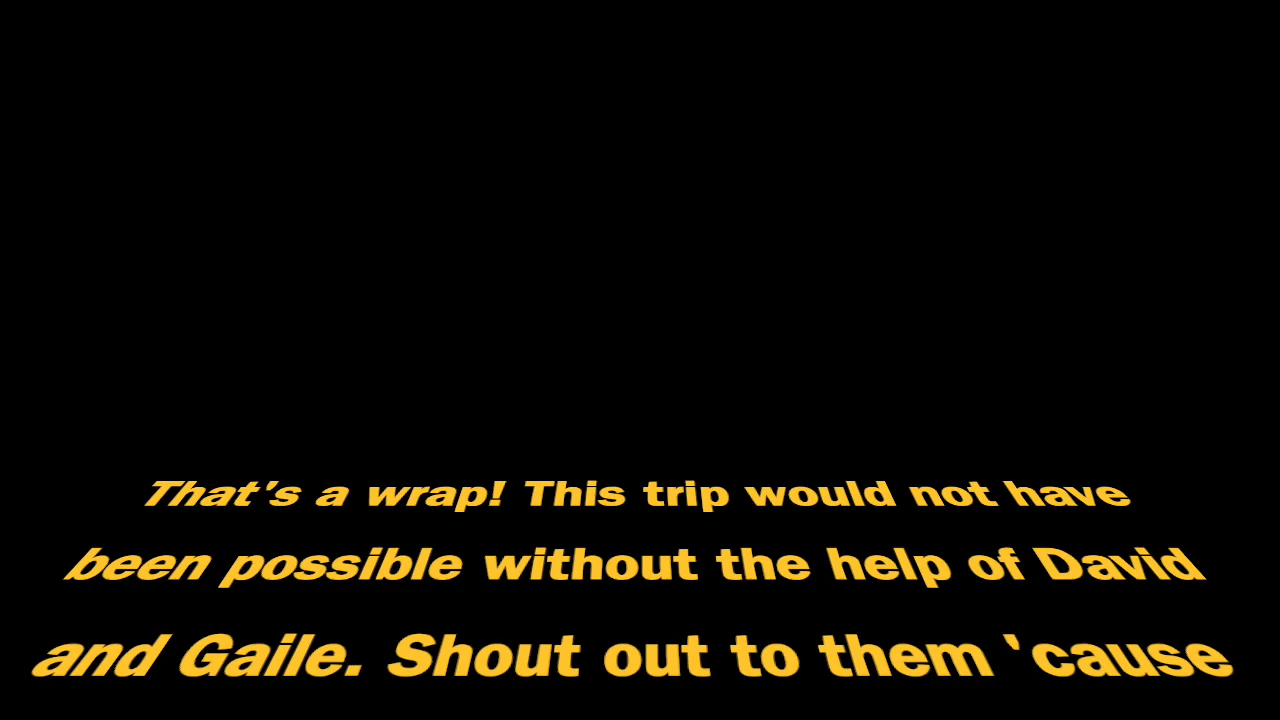 That's a wrap! This trip would not have
been possible without the help of David
and Gaile. Shout out to them 'cause